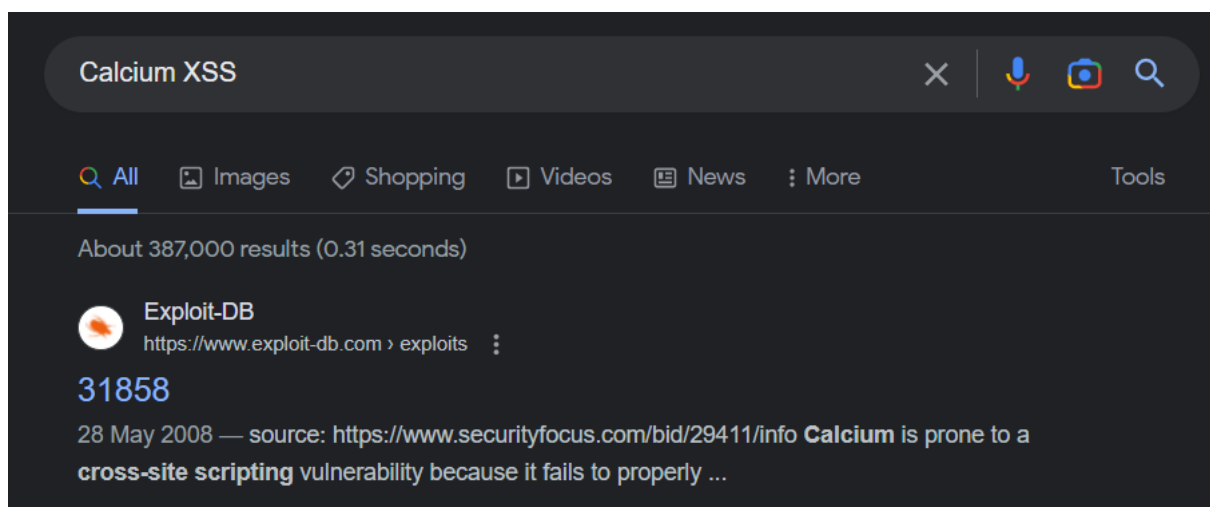 Calcium XSS
All Images Shopping Videos News More Tools
About 387,000 results (0.31 seconds)
Exploit-DB
https://www.exploit-db.com › exploits
31858
28 May 2008 — source: https://www.securityfocus.com/bid/29411/info Calcium is prone to a
cross-site scripting vulnerability because it fails to properly ...